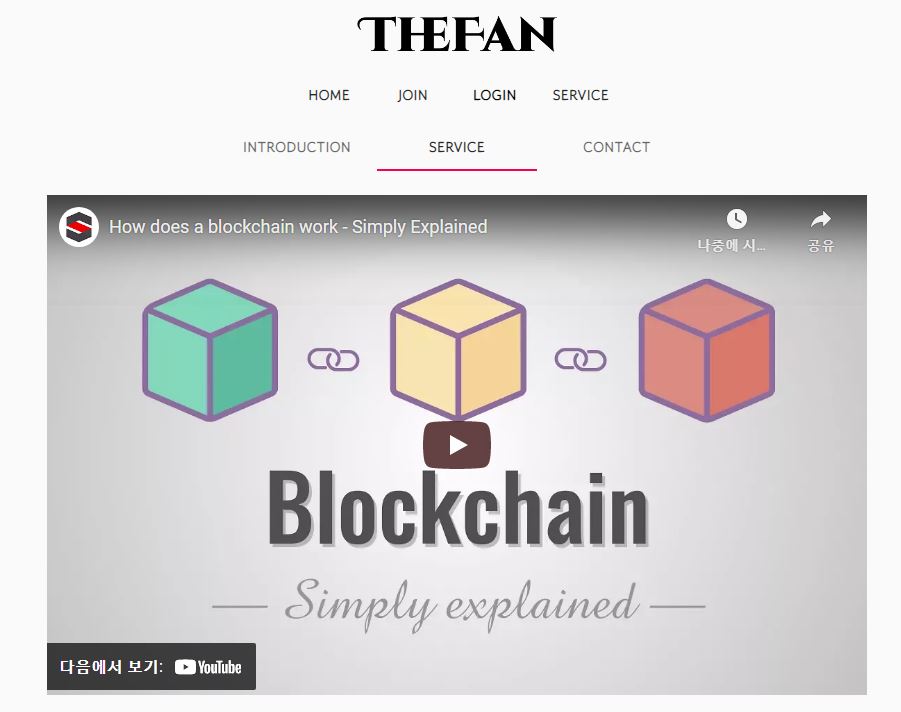 THEFAN
HOME JOIN LOGIN SERVICE
INTRODUCTION SERVICE CONTACT
How does a blockchain work - Simply Explained
나중에 시...
공유
Blockchain
Simply explained
다음에서 보기: YouTube